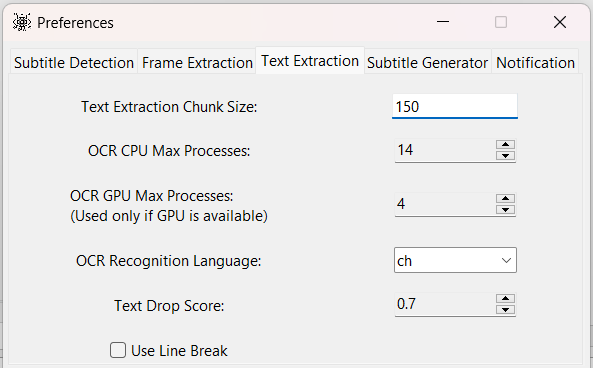 Preferences
Subtitle Detection Frame Extraction Text Extraction Subtitle Generator Notification
Text Extraction Chunk Size: 150
OCR CPU Max Processes: 14
OCR GPU Max Processes:
(Used only if GPU is available) 4
OCR Recognition Language: ch
Text Drop Score: 0.7
Use Line Break